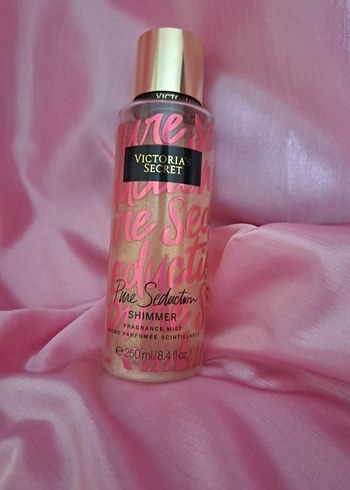 VICTORIA'S
SECRET
Pure Seduction
SHIMMER
FRAGRANCE MIST
BRUME PARFUMÉE SCINTILLANTE
℮ 250 ml/8.4 fl oz